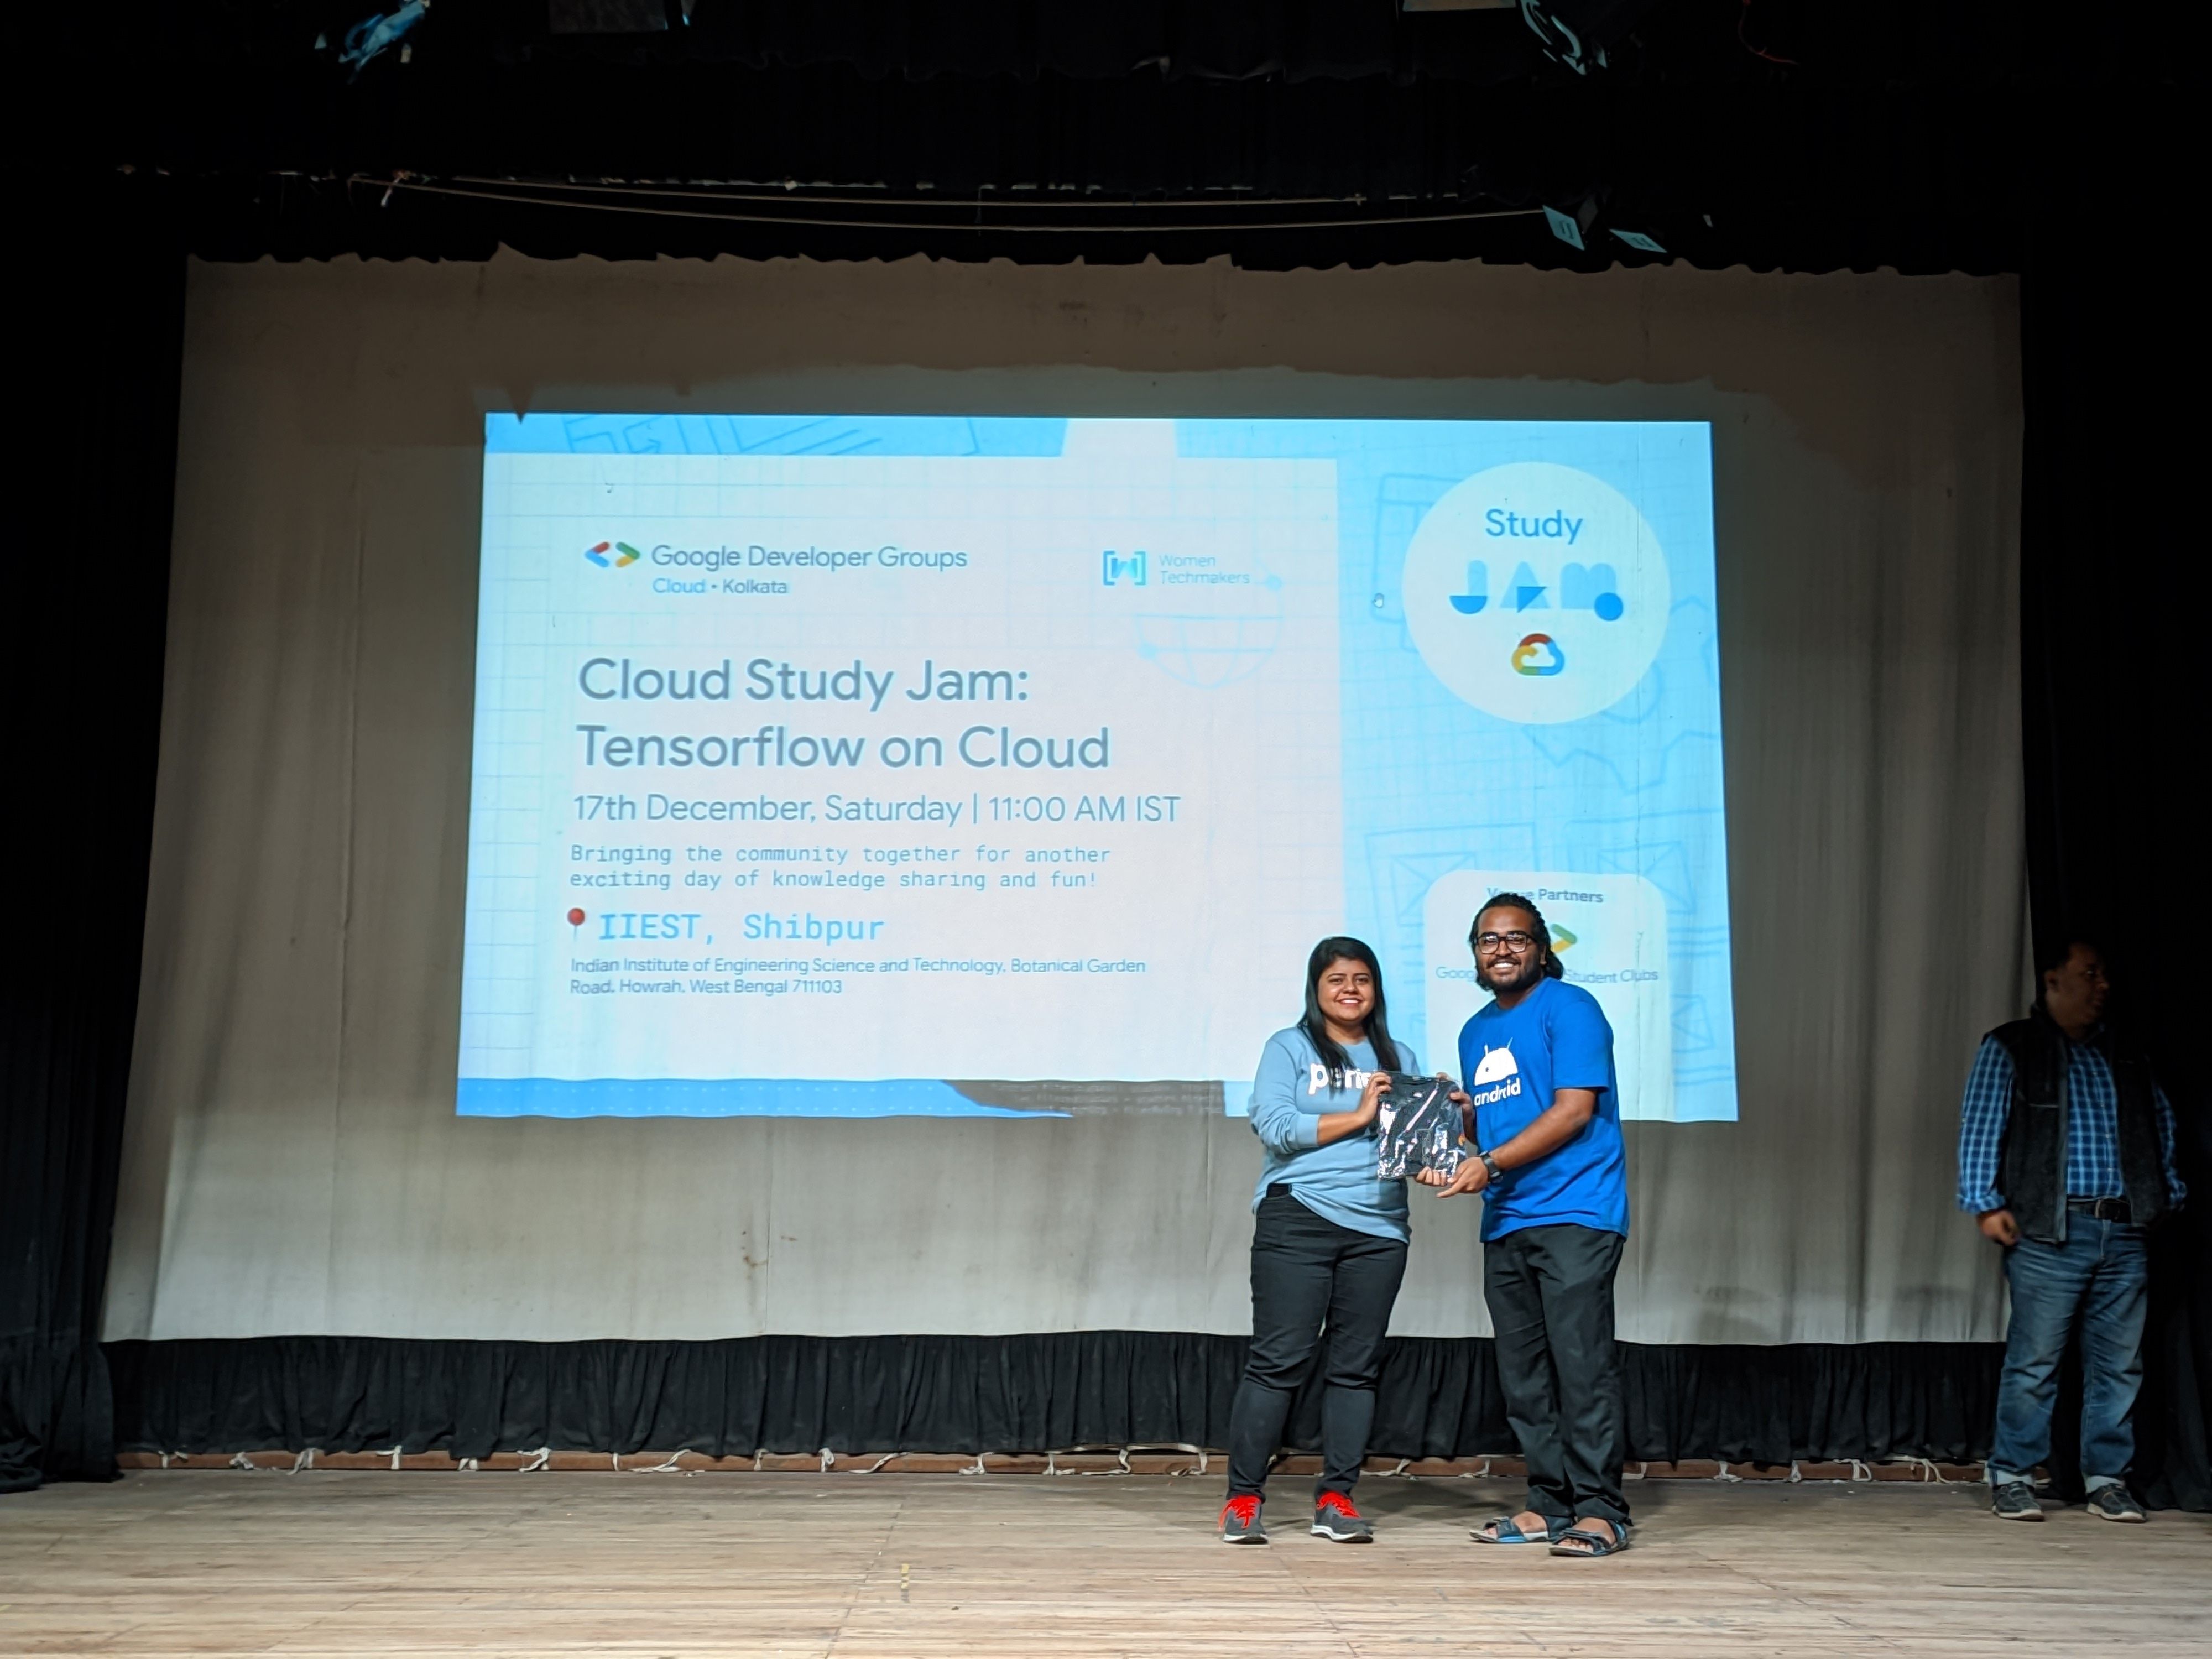 Google Developer Groups
Cloud • Kolkata
Women
Techmakers
Cloud Study Jam:
Tensorflow on Cloud
17th December, Saturday | 11:00 AM IST
Bringing the community together for another
exciting day of knowledge sharing and fun!
IIEST, Shibpur
Indian Institute of Engineering Science and Technology, Botanical Garden
Road, Howrah, West Bengal 711103
Study
JAM
Partners
Student Clubs
android